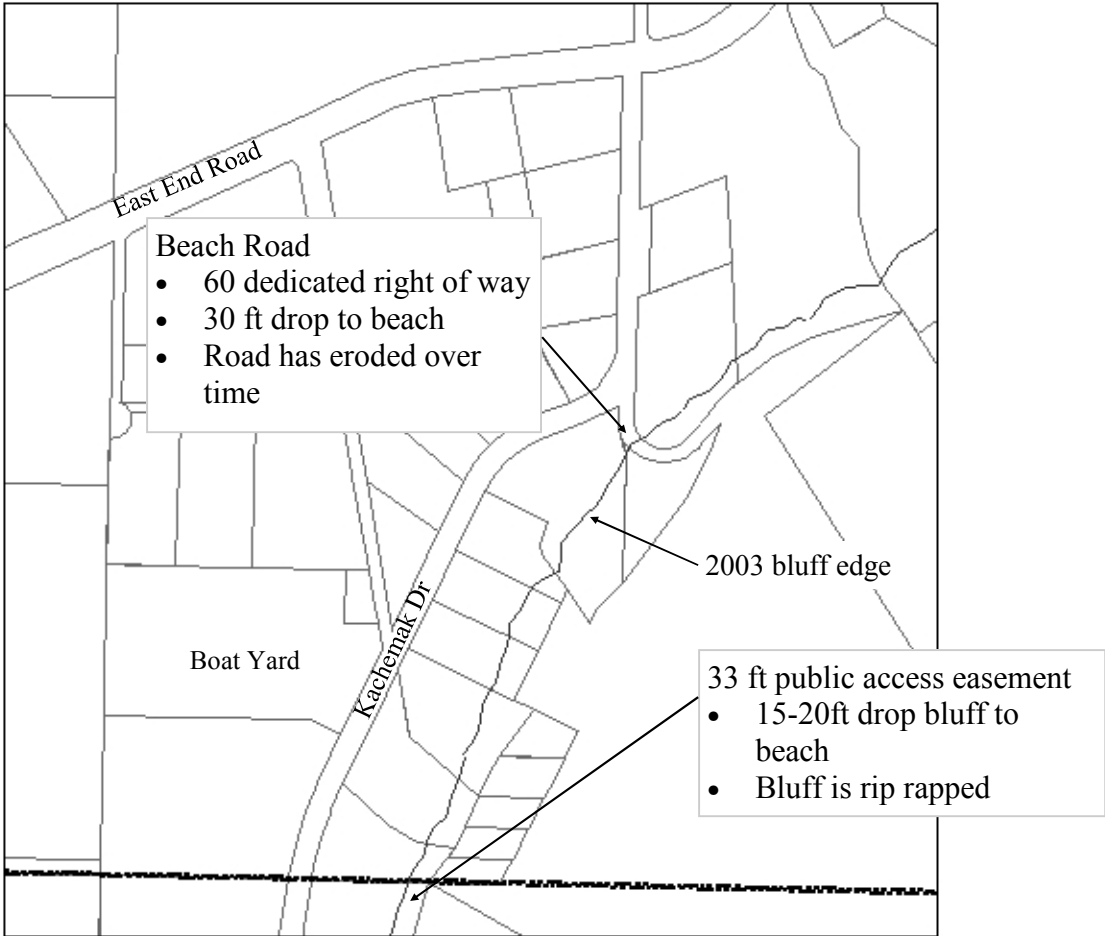 East End Road
Beach Road
• 60 dedicated right of way
• 30 ft drop to beach
• Road has eroded over
time
2003 bluff edge
Kachemak Dr
Boat Yard
33 ft public access easement
• 15-20ft drop bluff to
beach
• Bluff is rip rapped